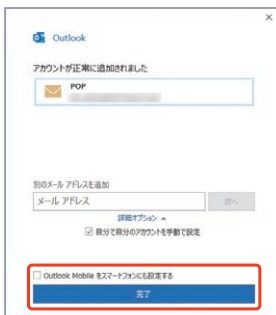 Outlook
アカウントが正常に追加されました
POP
別のメール アドレスを追加
メール アドレス
次へ
詳細オプション
自分で自分のアカウントを手動で設定
Outlook Mobile をスマートフォンにも設定する
完了